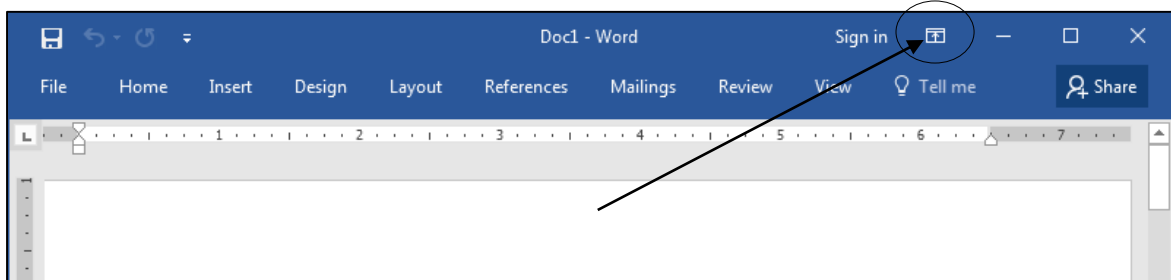 Doc1 - Word Sign in
File Home Insert Design Layout References Mailings Review View Tell me Share
L 1 2 3 4 5 6 7
1